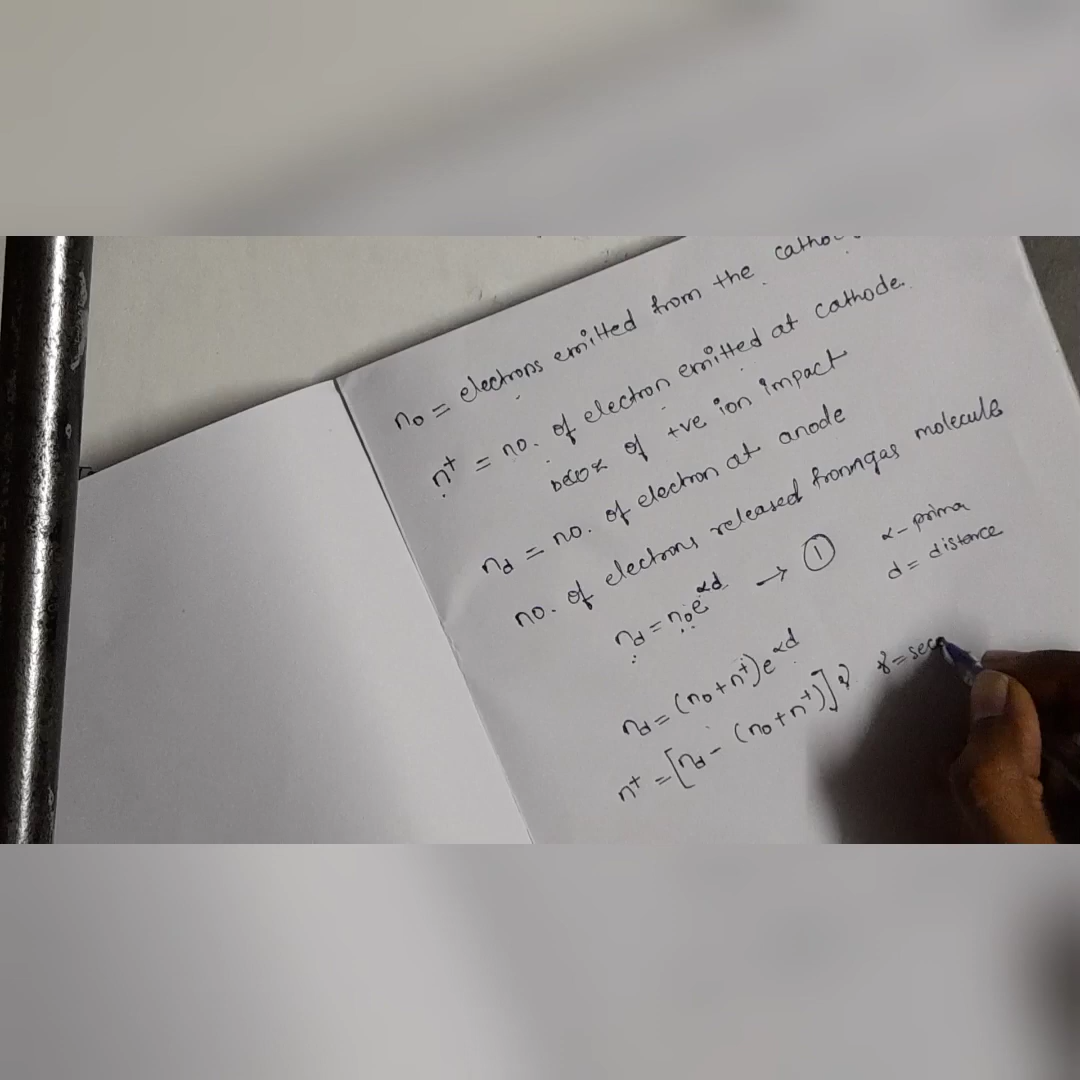 n₀ = electrons emitted from the
n⁺ = no. of electron emitted at cathode.
of +ve ion impact
n_d = no. of electron at anode
no. of electrons released from gas molecule
n_d = n₀e^αd → ①
α - prima
d = distance
n_d = (n₀ + n⁺)e^αd
n⁺ = [n_d - (n₀ + n⁺)]γ γ = sec